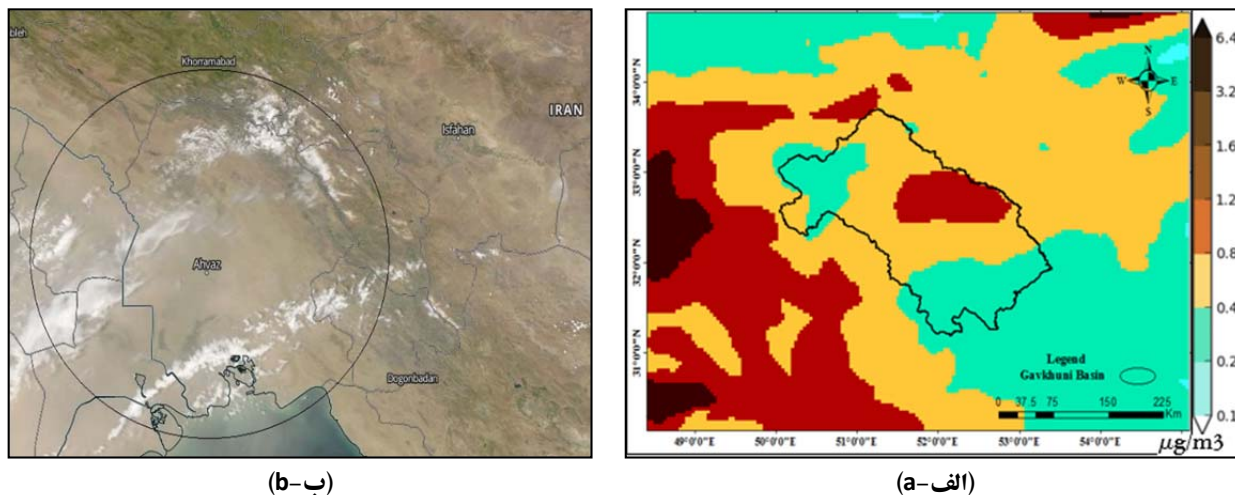 bleh
Khorramabad
IRAN
Isfahan
Ahvaz
Dogonbadan
(ب-b)
34°0'0"N
33°0'0"N
32°0'0"N
31°0'0"N
N
W E
S
6.4
3.2
1.6
1.2
0.8
0.4
0.2
0.1
Legend
Gavkhuni Basin
0 37.5 75 150 225
Km
49°0'0"E 50°0'0"E 51°0'0"E 52°0'0"E 53°0'0"E 54°0'0"E
μg/m3
(الف-a)